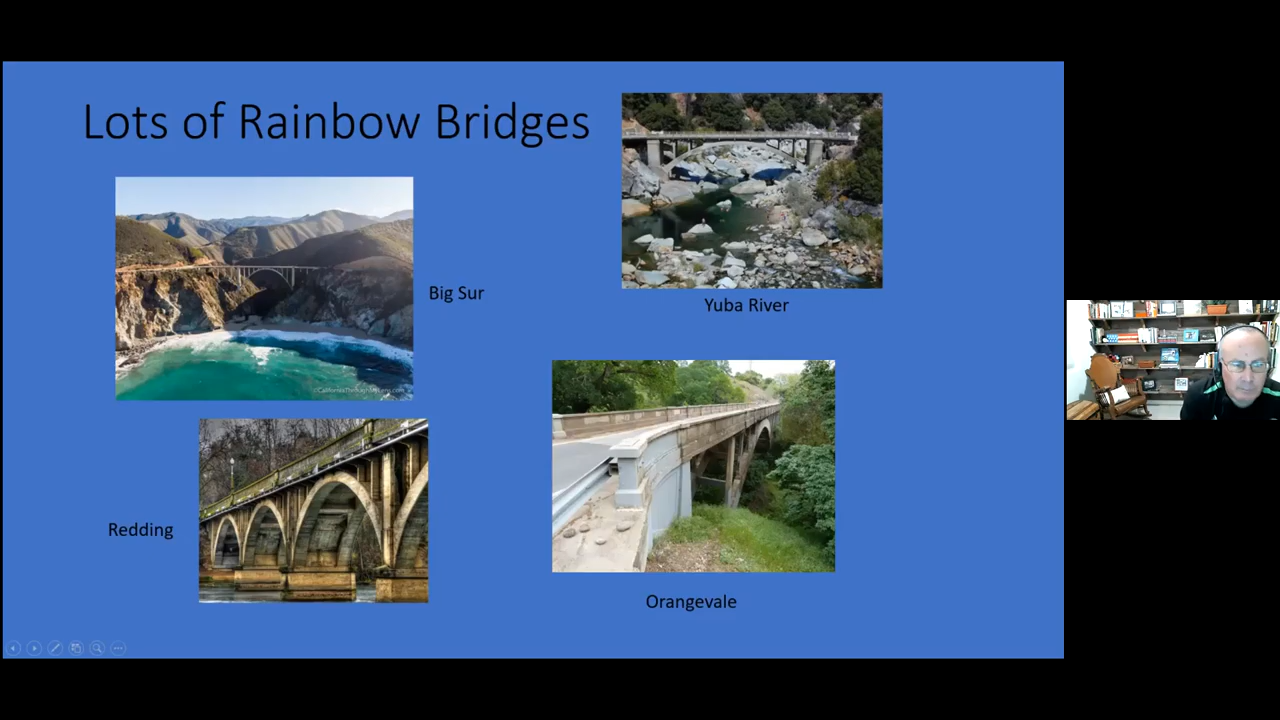 Lots of Rainbow Bridges
Big Sur
Yuba River
Redding
Orangevale